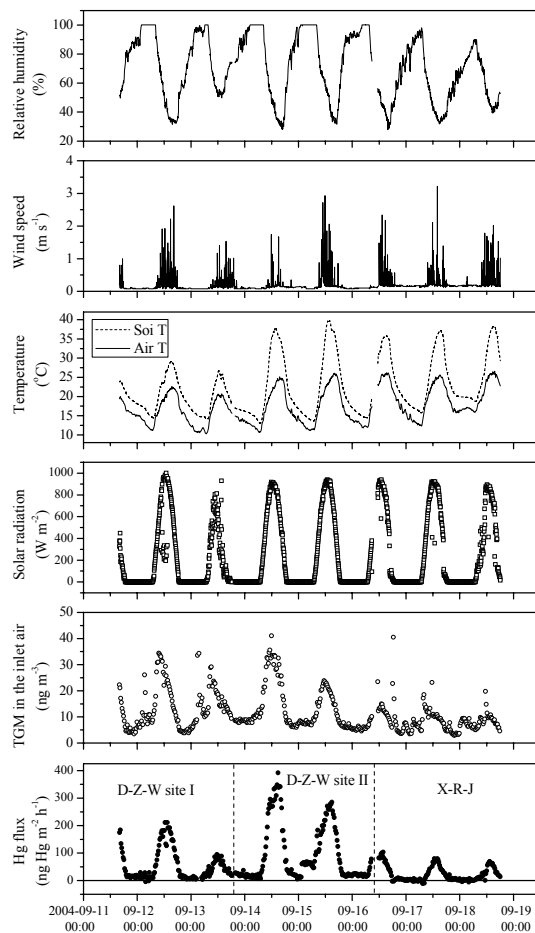 100
80
60
40
20
Relative humidity
(%)
4
3
2
1
0
Wind speed
(m s-1)
40
35
30
25
20
15
10
Temperature
(°C)
Soi T
Air T
1000
800
600
400
200
0
Solar radiation
(W m-2)
50
40
30
20
10
0
TGM in the inlet air
(ng m-3)
400
300
200
100
0
Hg flux
(ng Hg m-2 h-1)
D-Z-W site I
D-Z-W site II
X-R-J
2004-09-11 09-12 09-13 09-14 09-15 09-16 09-17 09-18 09-19
00:00 00:00 00:00 00:00 00:00 00:00 00:00 00:00 00:00